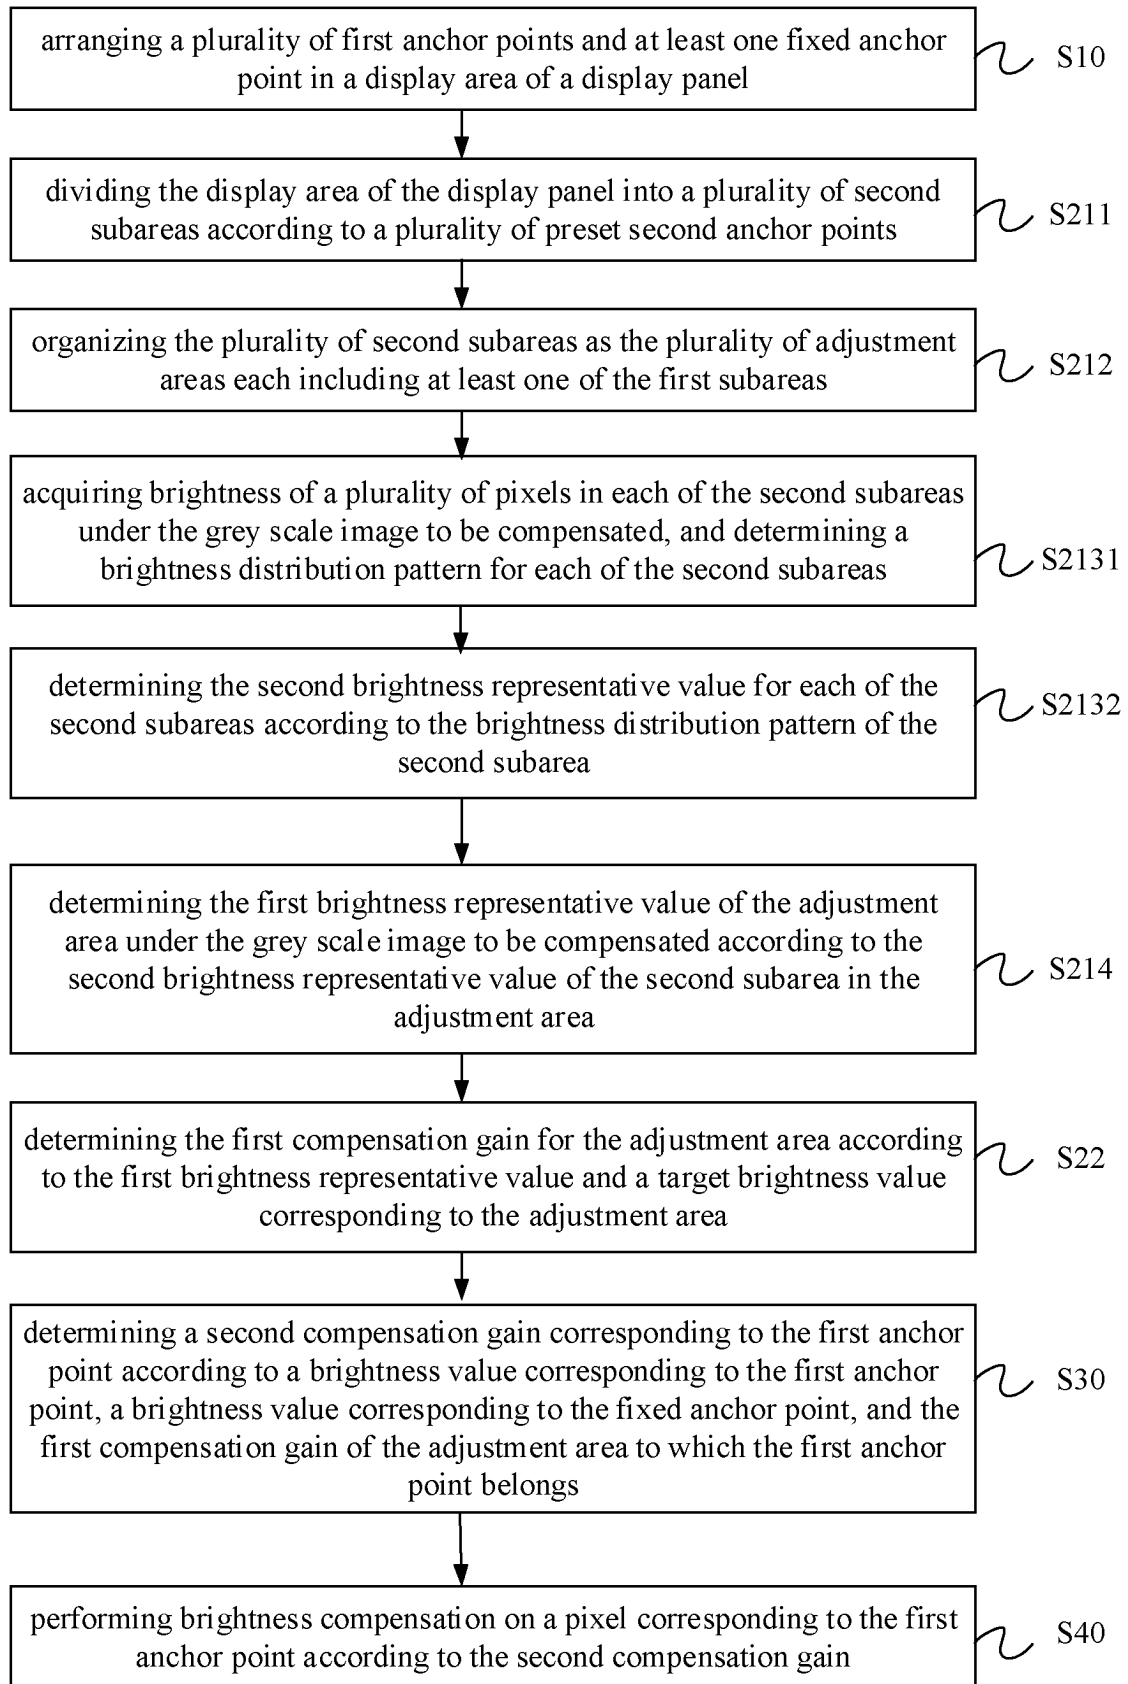 arranging a plurality of first anchor points and at least one fixed anchor
point in a display area of a display panel
S10
dividing the display area of the display panel into a plurality of second
subareas according to a plurality of preset second anchor points
S211
organizing the plurality of second subareas as the plurality of adjustment
areas each including at least one of the first subareas
S212
acquiring brightness of a plurality of pixels in each of the second subareas
under the grey scale image to be compensated, and determining a
brightness distribution pattern for each of the second subareas
S2131
determining the second brightness representative value for each of the
second subareas according to the brightness distribution pattern of the
second subarea
S2132
determining the first brightness representative value of the adjustment
area under the grey scale image to be compensated according to the
second brightness representative value of the second subarea in the
adjustment area
S214
determining the first compensation gain for the adjustment area according
to the first brightness representative value and a target brightness value
corresponding to the adjustment area
S22
determining a second compensation gain corresponding to the first anchor
point according to a brightness value corresponding to the first anchor
point, a brightness value corresponding to the fixed anchor point, and the
first compensation gain of the adjustment area to which the first anchor
point belongs
S30
performing brightness compensation on a pixel corresponding to the first
anchor point according to the second compensation gain
S40